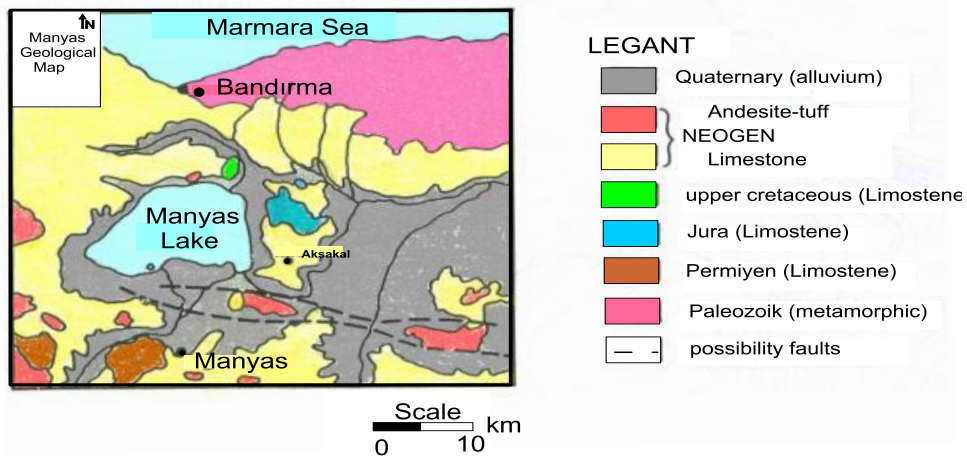 N
Manyas
Geological
Map
Marmara Sea
Bandırma
Manyas
Lake
Aksakal
Manyas
LEGANT
Quaternary (alluvium)
Andesite-tuff
NEOGEN
Limestone
upper cretaceous (Limostene
Jura (Limostene)
Permiyen (Limostene)
Paleozoik (metamorphic)
possibility faults
Scale
km
0 10